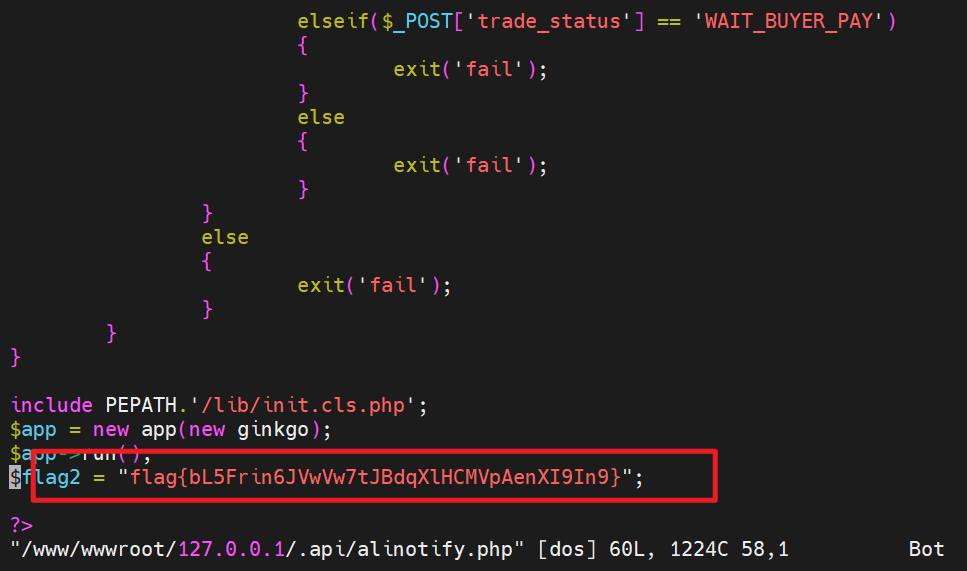 elseif($_POST['trade_status'] == 'WAIT_BUYER_PAY')
{
exit('fail');
}
else
{
exit('fail');
}
}
else
{
exit('fail');
}
}
}
include PEPATH.'/lib/init.cls.php';
$app = new app(new ginkgo);
$app->run();
$flag2 = "flag{bL5Frin6JVwVw7tJBdqXlHCMVpAenXI9In9}";
?>
"/www/wwwroot/127.0.0.1/.api/alinotify.php" [dos] 60L, 1224C 58,1 Bot